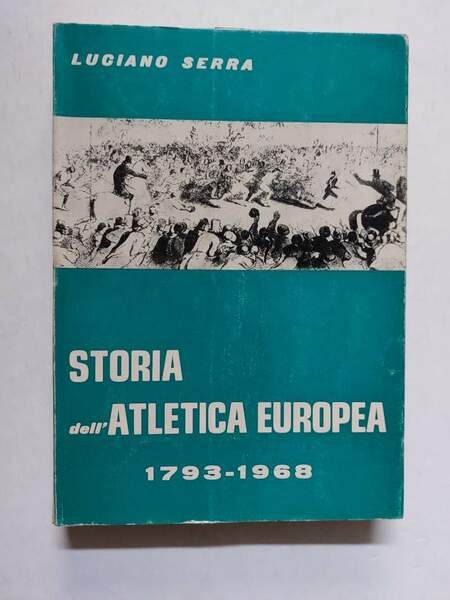 LUCIANO SERRA
STORIA
dell'ATLETICA EUROPEA
1793-1968